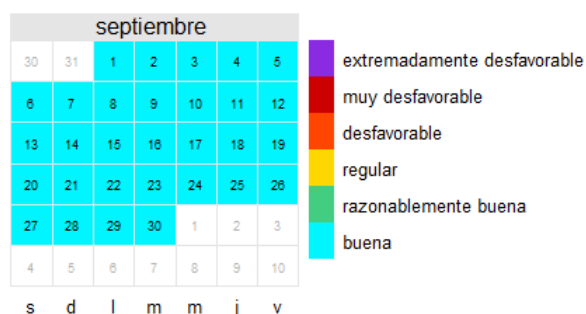 septiembre
30 31 1 2 3 4 5
6 7 8 9 10 11 12
13 14 15 16 17 18 19
20 21 22 23 24 25 26
27 28 29 30 1 2 3
4 5 6 7 8 9 10
s d l m m j v
extremadamente desfavorable
muy desfavorable
desfavorable
regular
razonablemente buena
buena